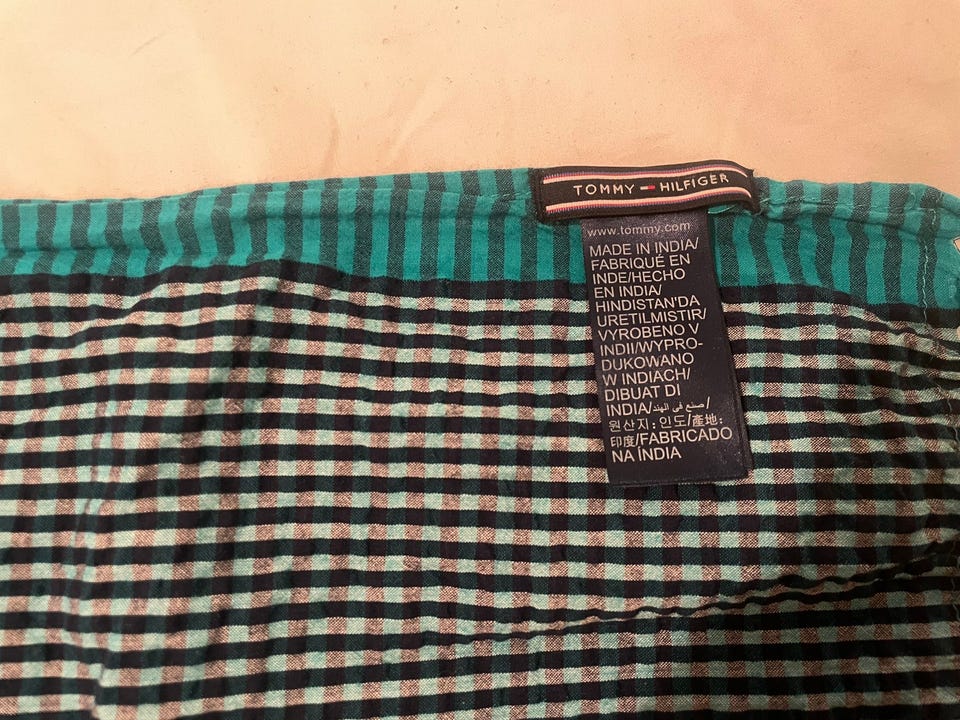 TOMMY HILFIGER
www.tommy.com
MADE IN INDIA/
FABRIQUÉ EN
INDE/HECHO
EN INDIA/
HINDISTAN'DA
URETILMISTIR/
VYROBENO V
INDII/WYPRO-
DUKOWANO
W INDIACH/
DIBUAT DI
INDIA/صنع في الهند/
원산지: 인도/產地:
印度/FABRICADO
NA ÍNDIA